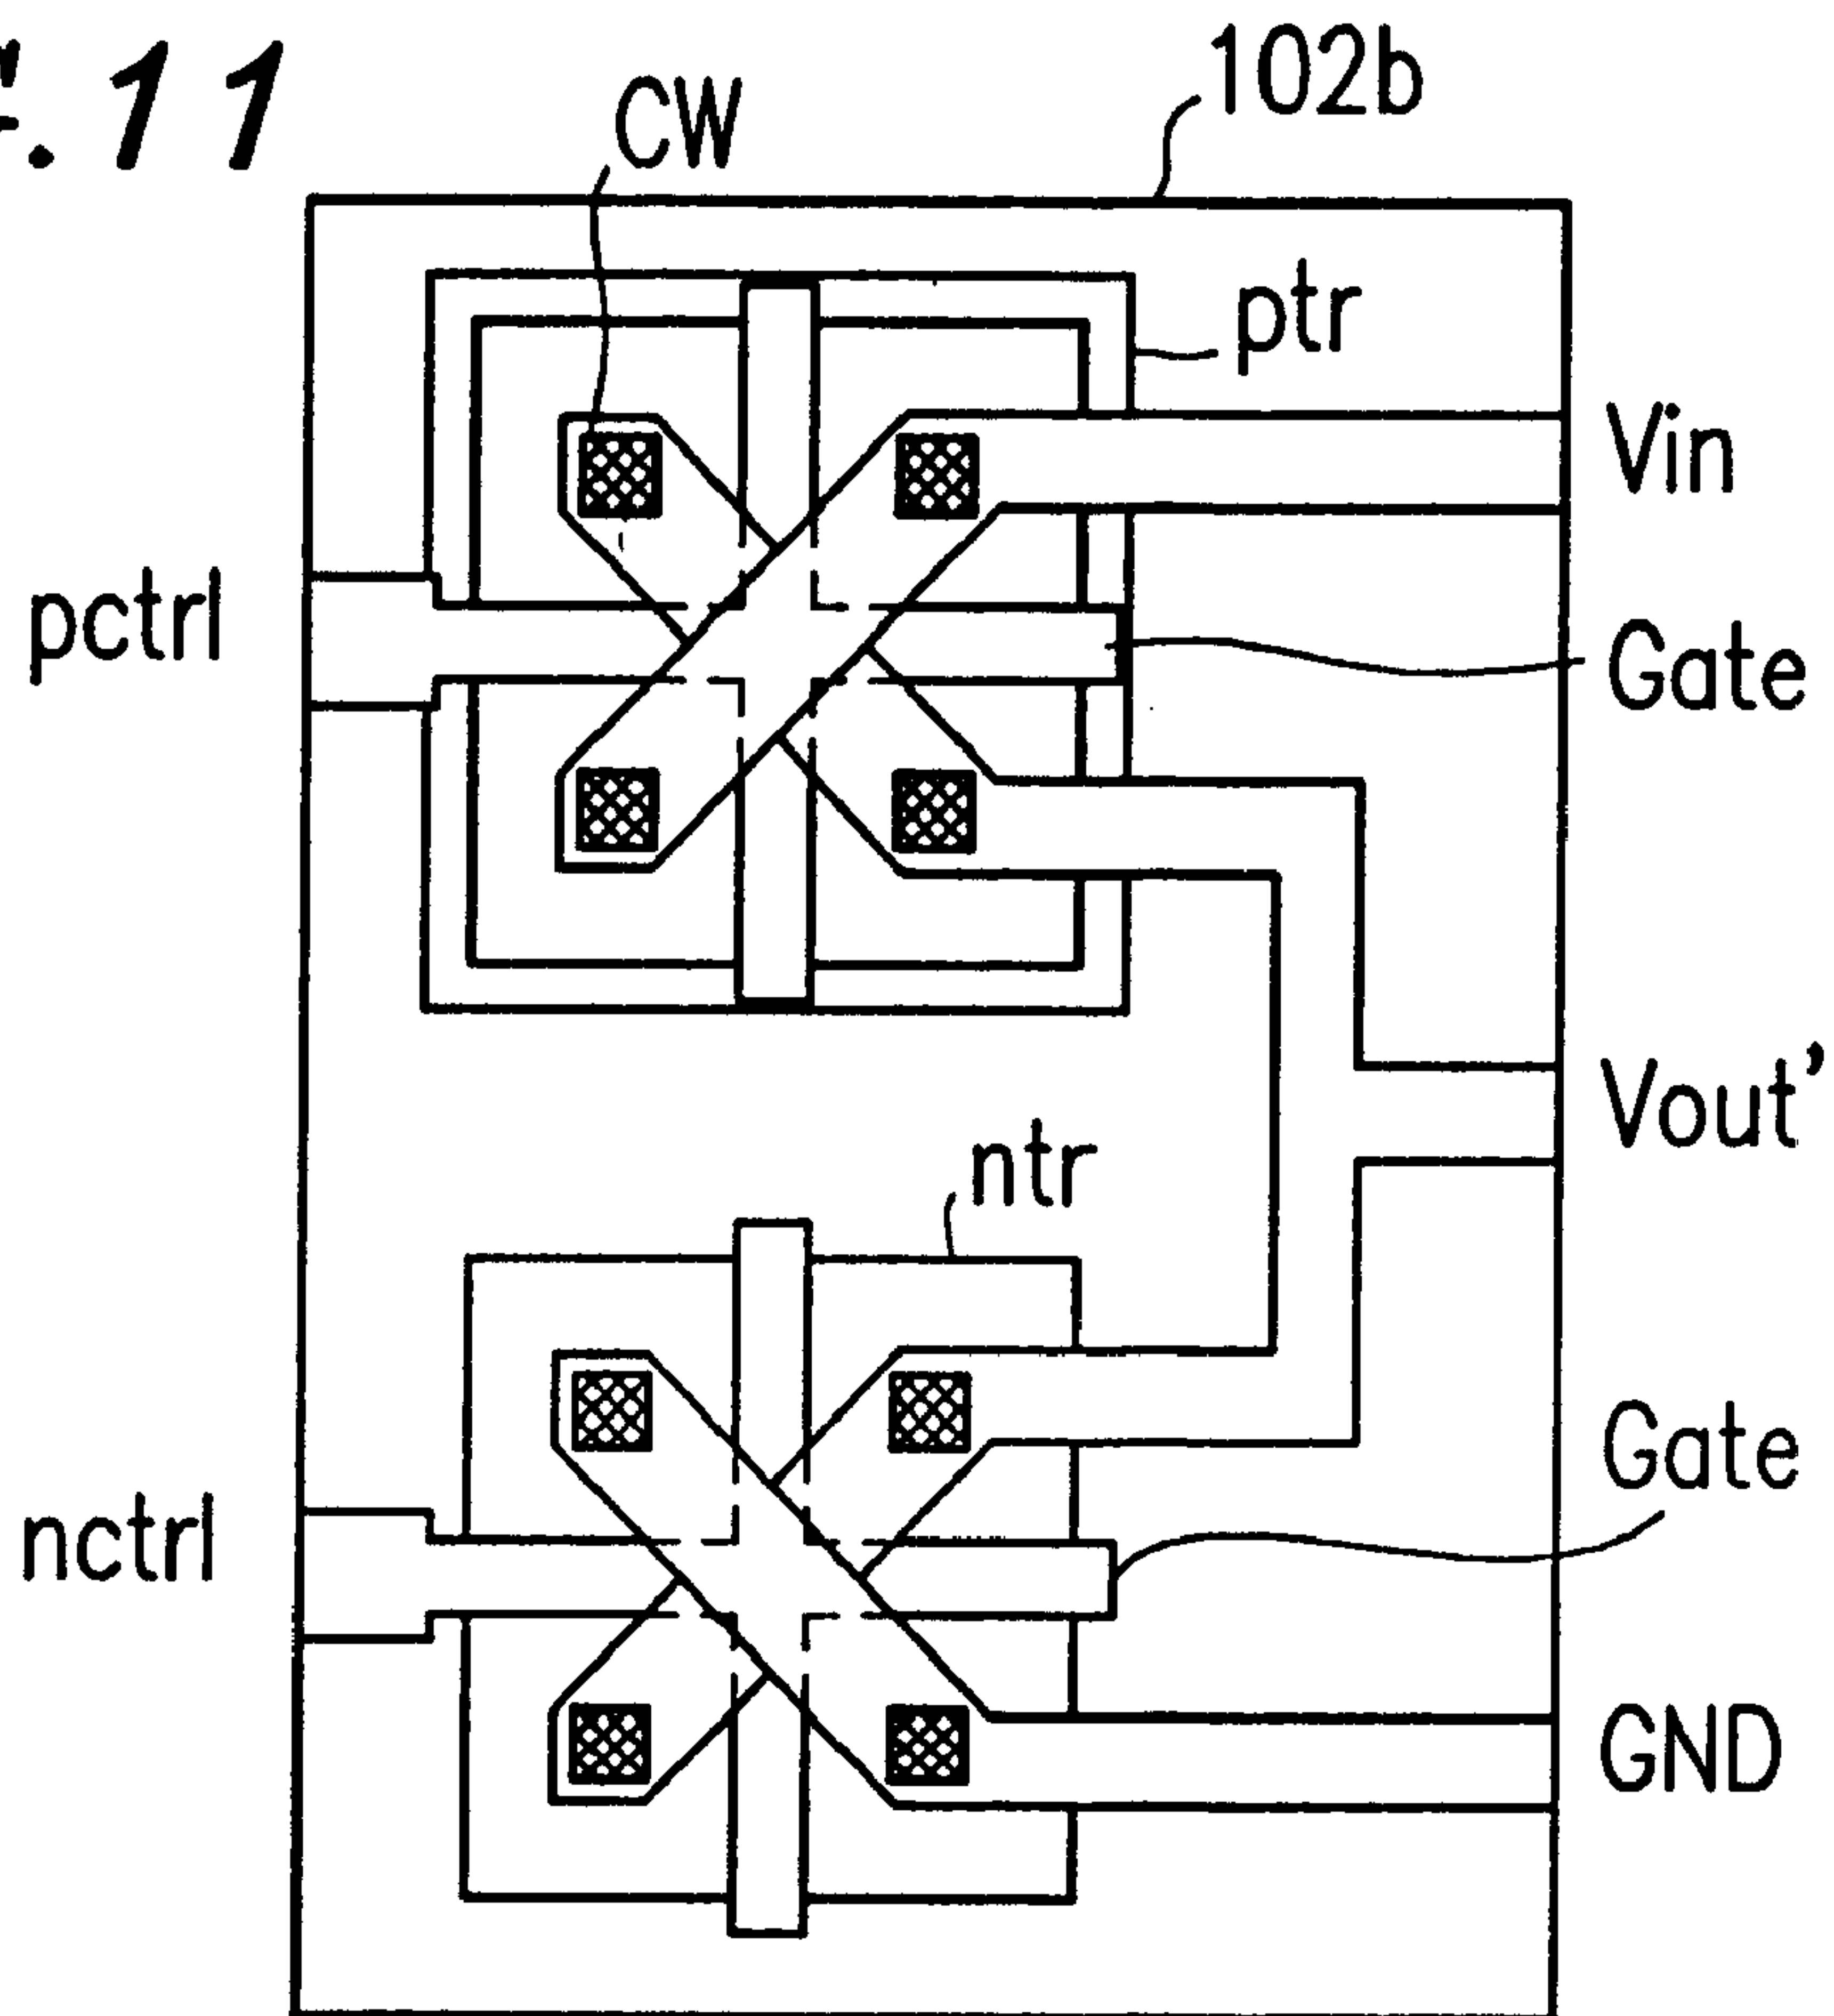 . 11
CW
102b
ptr
Vin
pctrl
Gate
Vout'
ntr
Gate
nctrl
GND